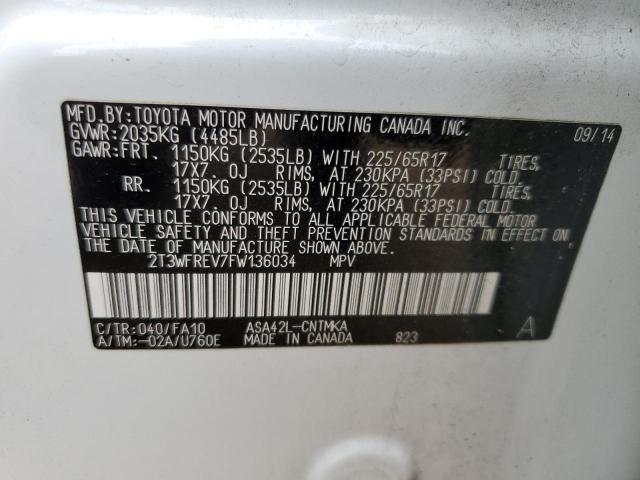 MFD.BY:TOYOTA MOTOR MANUFACTURING CANADA INC. 09/14
GVWR:2035KG (4485LB)
GAWR:FRT. 1150KG (2535LB) WITH 225/65R17 TIRES,
17X7.0J RIMS, AT 230KPA (33PSI) COLD.
RR. 1150KG (2535LB) WITH 225/65R17 TIRES,
17X7.0J RIMS, AT 230KPA (33PSI) COLD.
THIS VEHICLE CONFORMS TO ALL APPLICABLE FEDERAL MOTOR
VEHICLE SAFETY AND THEFT PREVENTION STANDARDS IN EFFECT ON
THE DATE OF MANUFACTURE SHOWN ABOVE.
2T3WFREV7FW136034 MPV
C/TR:040/FA10 ASA42L-CNTMKA A
A/TM:-02A/U760E MADE IN CANADA 823